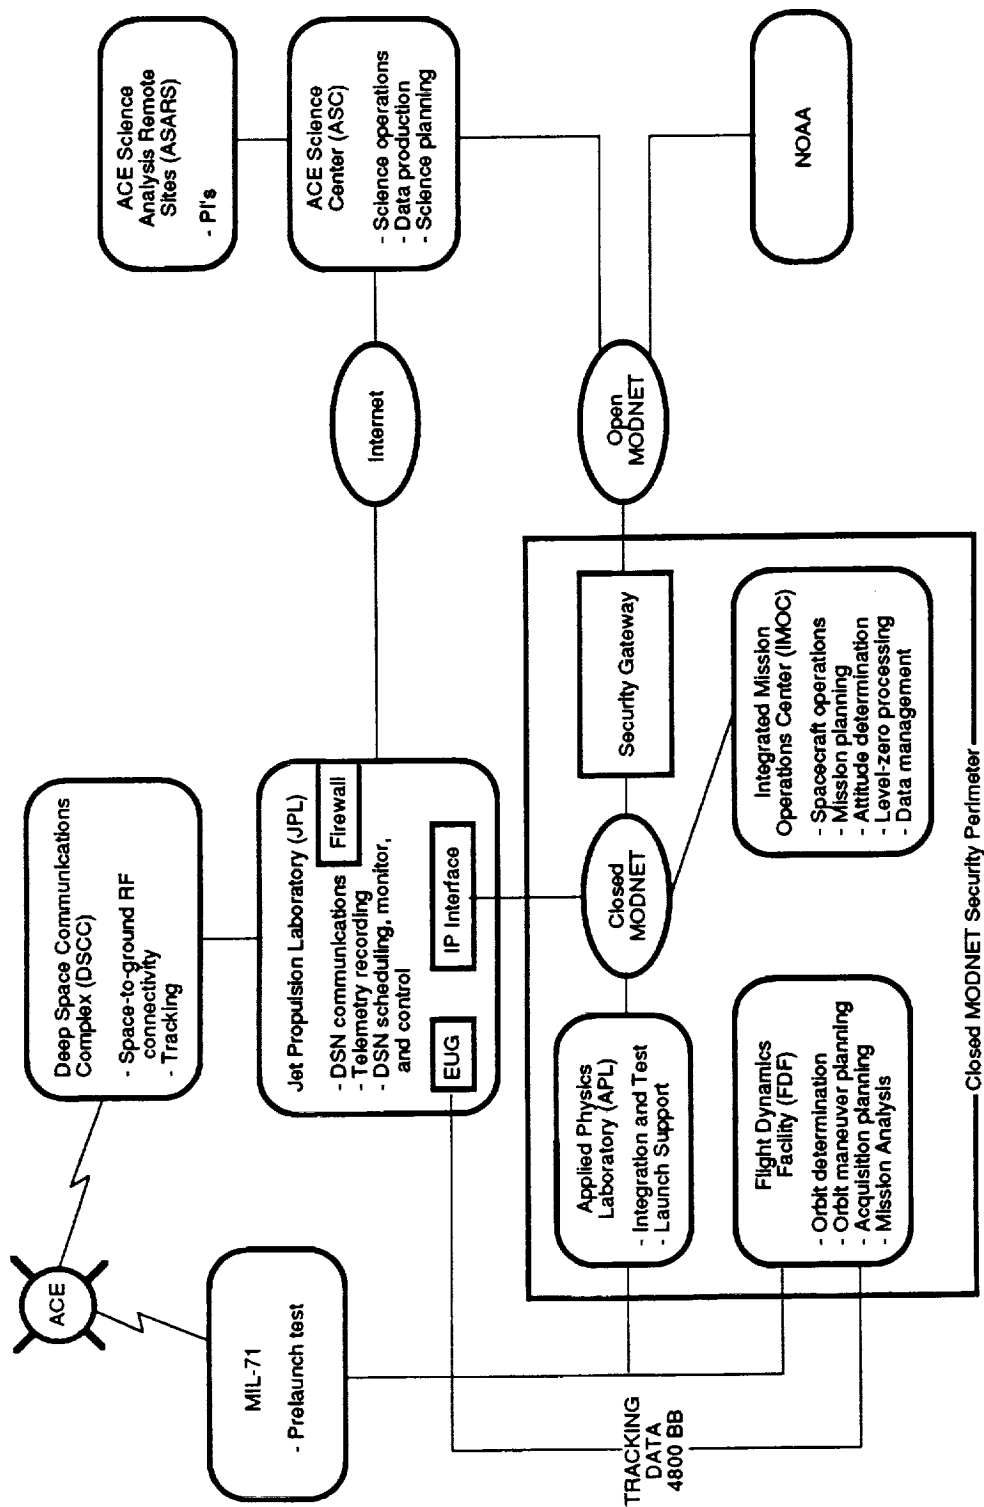 ACE
MIL-71
- Prelaunch test
Deep Space Communications
Complex (DSCC)
- Space-to-ground RF
connectivity
- Tracking
Jet Propulsion Laboratory (JPL)
- DSN communications
- Telemetry recording
- DSN scheduling, monitor,
and control
Firewall
EUG
IP Interface
Internet
ACE Science
Analysis Remote
Sites (ASARS)
- PI's
ACE Science
Center (ASC)
- Science operations
- Data production
- Science planning
TRACKING
DATA
4800 BB
Applied Physics
Laboratory (APL)
- Integration and Test
- Launch Support
Closed
MODNET
Security Gateway
Open
MODNET
NOAA
Flight Dynamics
Facility (FDF)
- Orbit determination
- Orbit maneuver planning
- Acquisition planning
- Mission Analysis
Integrated Mission
Operations Center (IMOC)
- Spacecraft operations
- Mission planning
- Attitude determination
- Level-zero processing
- Data management
Closed MODNET Security Perimeter